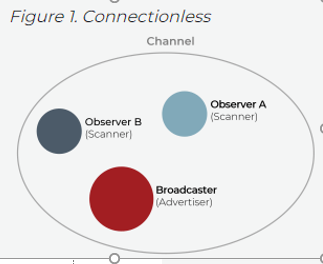 Figure 1. Connectionless
Channel
Observer A
(Scanner)
Observer B
(Scanner)
Broadcaster
(Advertiser)